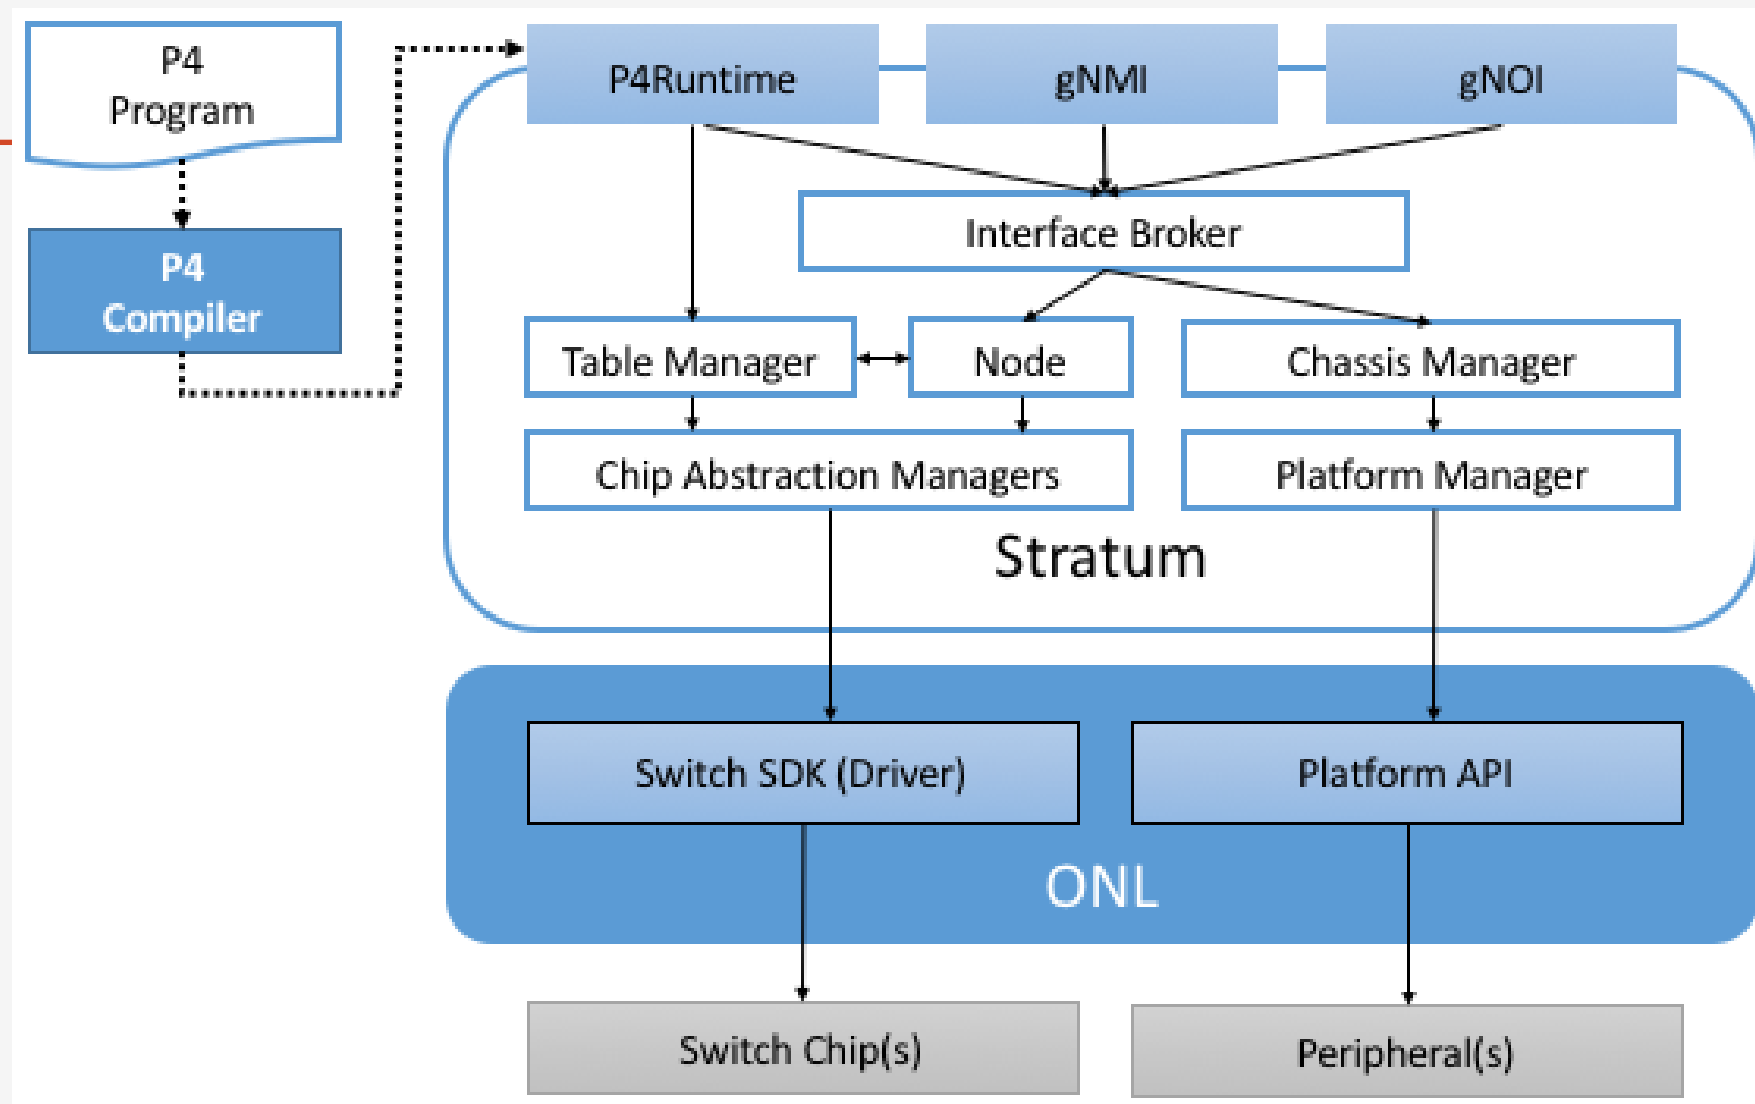 P4
Program
P4
Compiler
P4Runtime
gNMI
gNOI
Interface Broker
Table Manager
Node
Chassis Manager
Chip Abstraction Managers
Platform Manager
Stratum
Switch SDK (Driver)
Platform API
ONL
Switch Chip(s)
Peripheral(s)